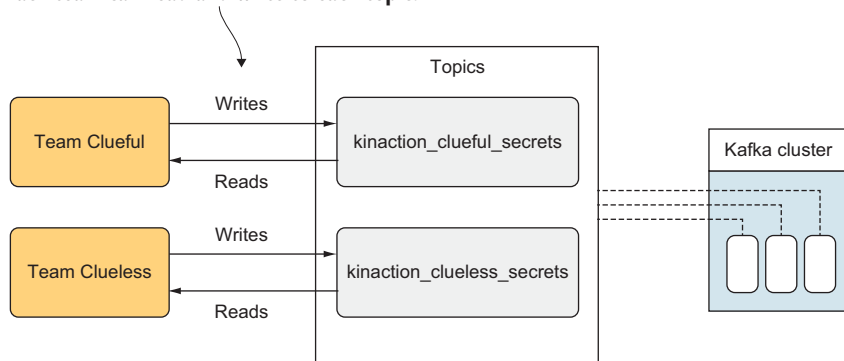 Topics
Writes
Team Clueful
kinaction_clueful_secrets
Reads
Kafka cluster
Writes
Team Clueless
kinaction_clueless_secrets
Reads